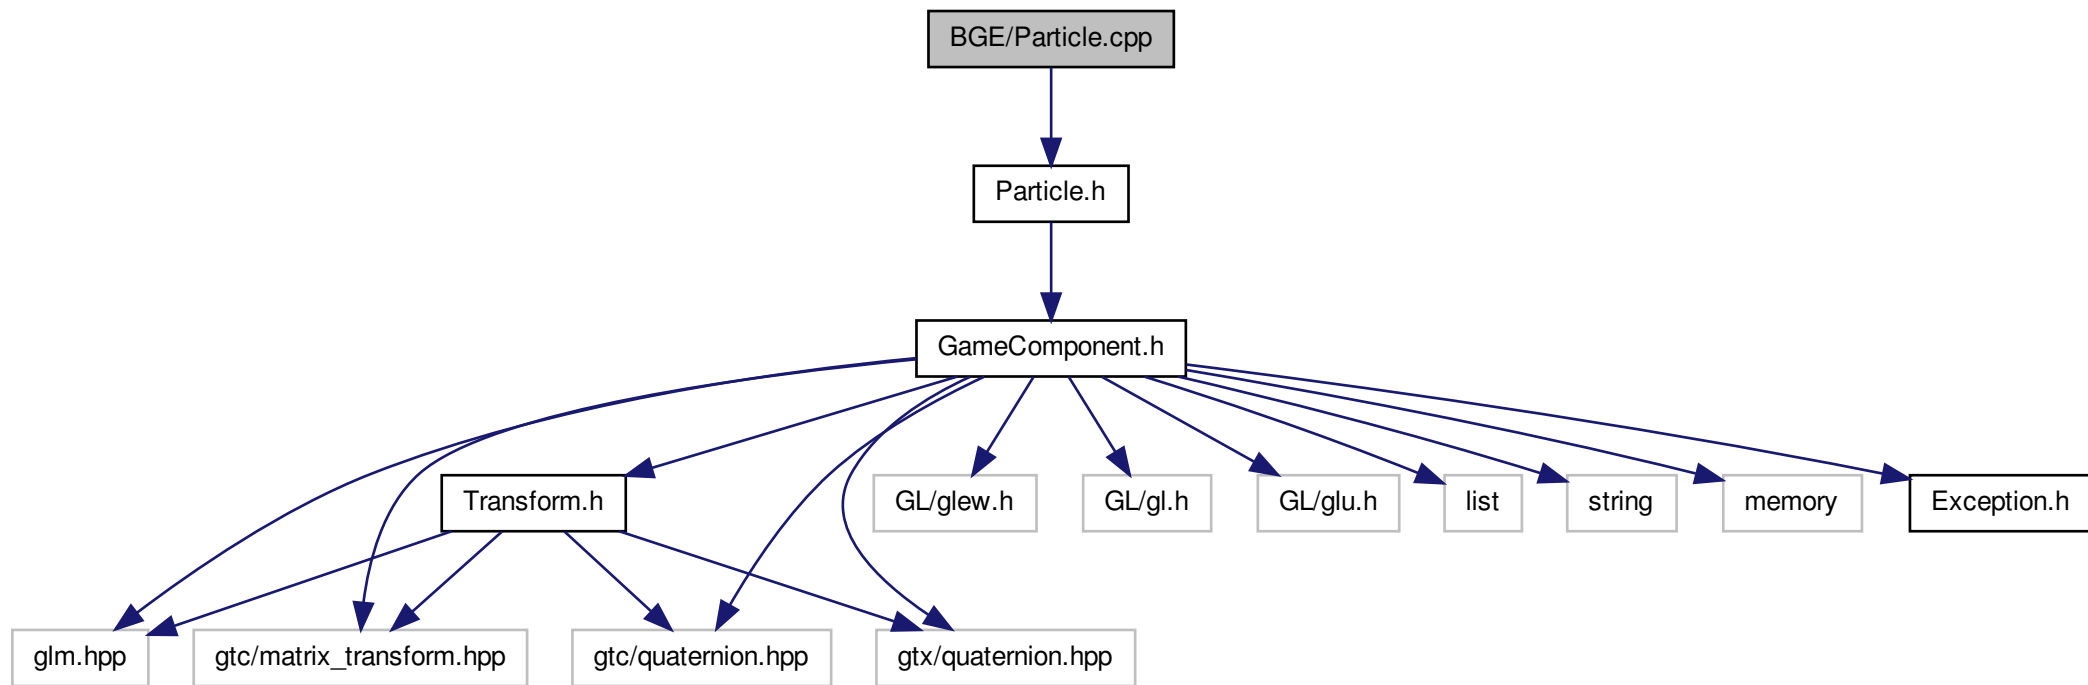 BGE/Particle.cpp
Particle.h
GameComponent.h
Transform.h
GL/glew.h
GL/gl.h
GL/glu.h
list
string
memory
Exception.h
glm.hpp
gtc/matrix_transform.hpp
gtc/quaternion.hpp
gtx/quaternion.hpp